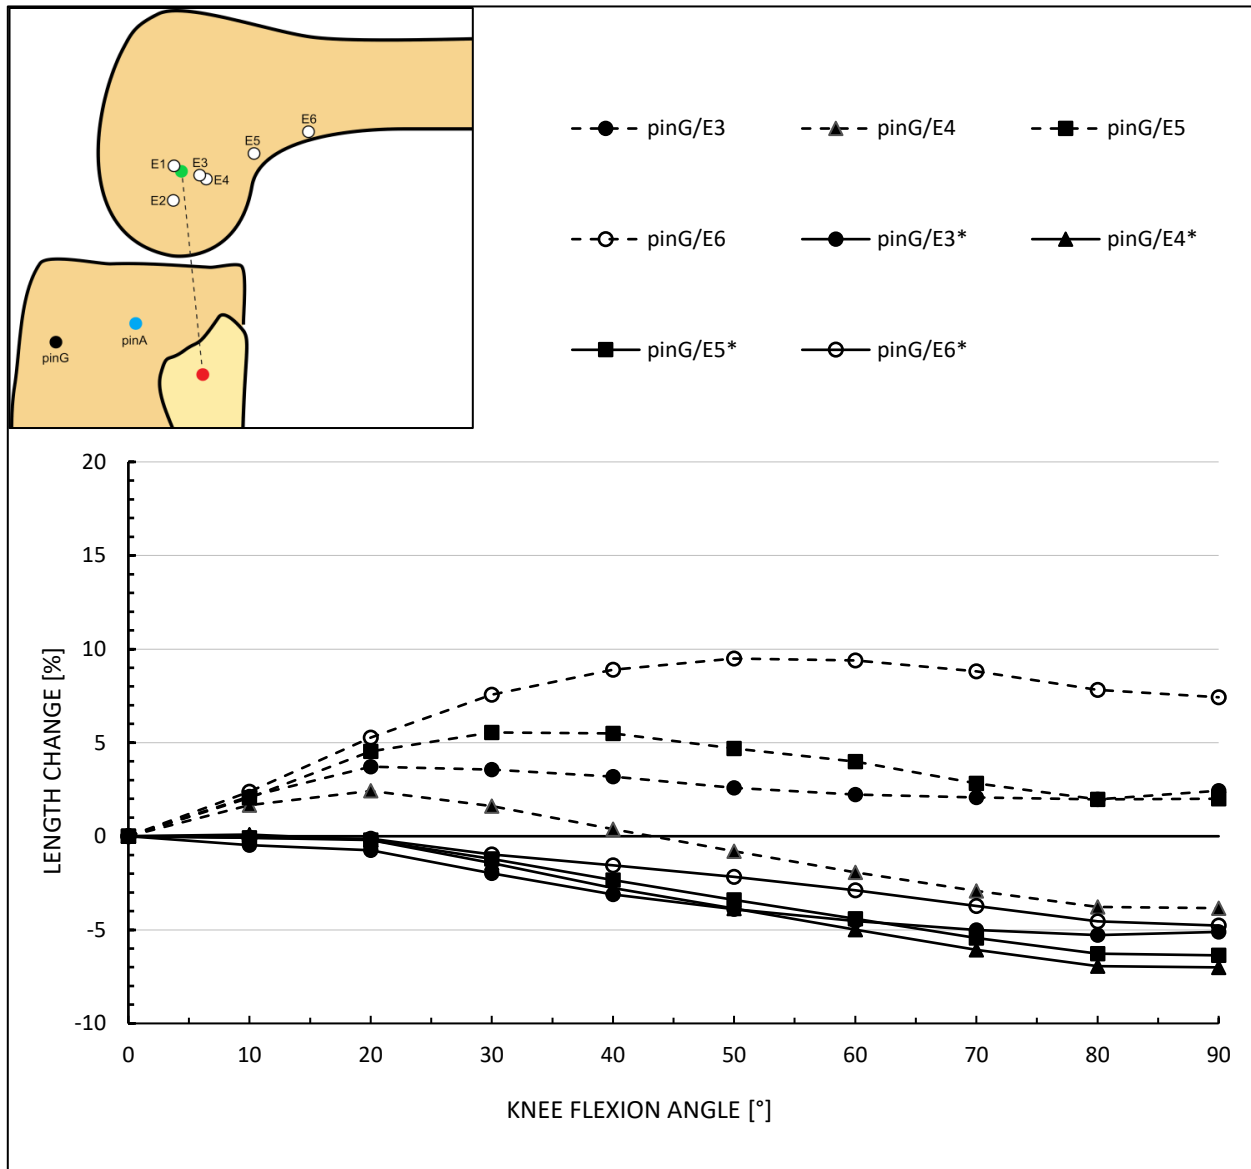 E6
E5
E1
E3
E4
E2
pinG
pinA
pinG/E3
pinG/E4
pinG/E5
pinG/E6
pinG/E3*
pinG/E4*
pinG/E5*
pinG/E6*
LENGTH CHANGE [%]
20
15
10
5
0
-5
-10
0 10 20 30 40 50 60 70 80 90
KNEE FLEXION ANGLE [°]